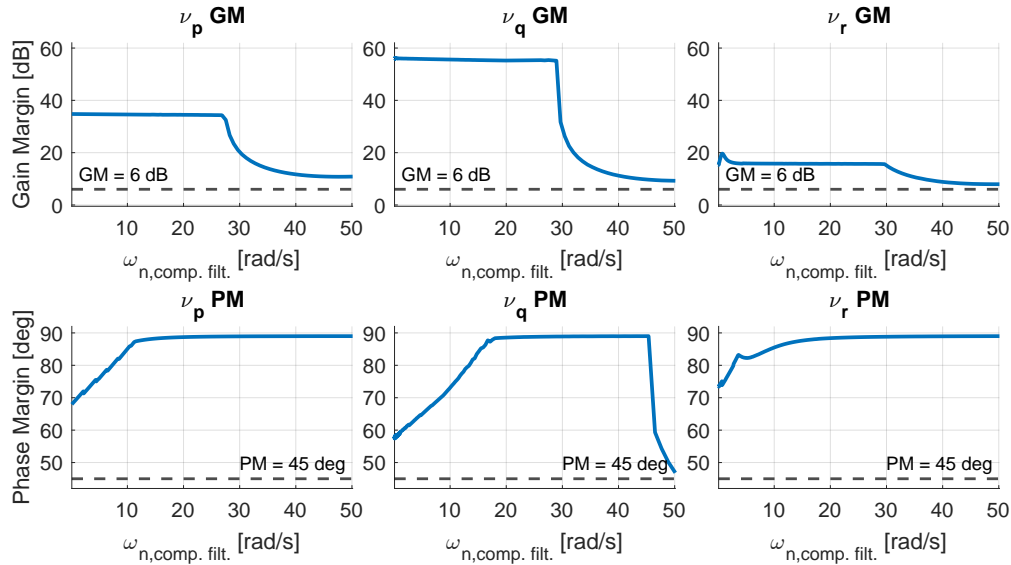 ν_p GM
ν_q GM
ν_r GM
Gain Margin [dB]
60
40
20
0
GM = 6 dB
10 20 30 40 50
ω_n,comp. filt. [rad/s]
60
40
20
0
GM = 6 dB
10 20 30 40 50
ω_n,comp. filt. [rad/s]
60
40
20
0
GM = 6 dB
10 20 30 40 50
ω_n,comp. filt. [rad/s]
ν_p PM
ν_q PM
ν_r PM
Phase Margin [deg]
90
80
70
60
50
PM = 45 deg
10 20 30 40 50
ω_n,comp. filt. [rad/s]
90
80
70
60
50
PM = 45 deg
10 20 30 40 50
ω_n,comp. filt. [rad/s]
90
80
70
60
50
PM = 45 deg
10 20 30 40 50
ω_n,comp. filt. [rad/s]